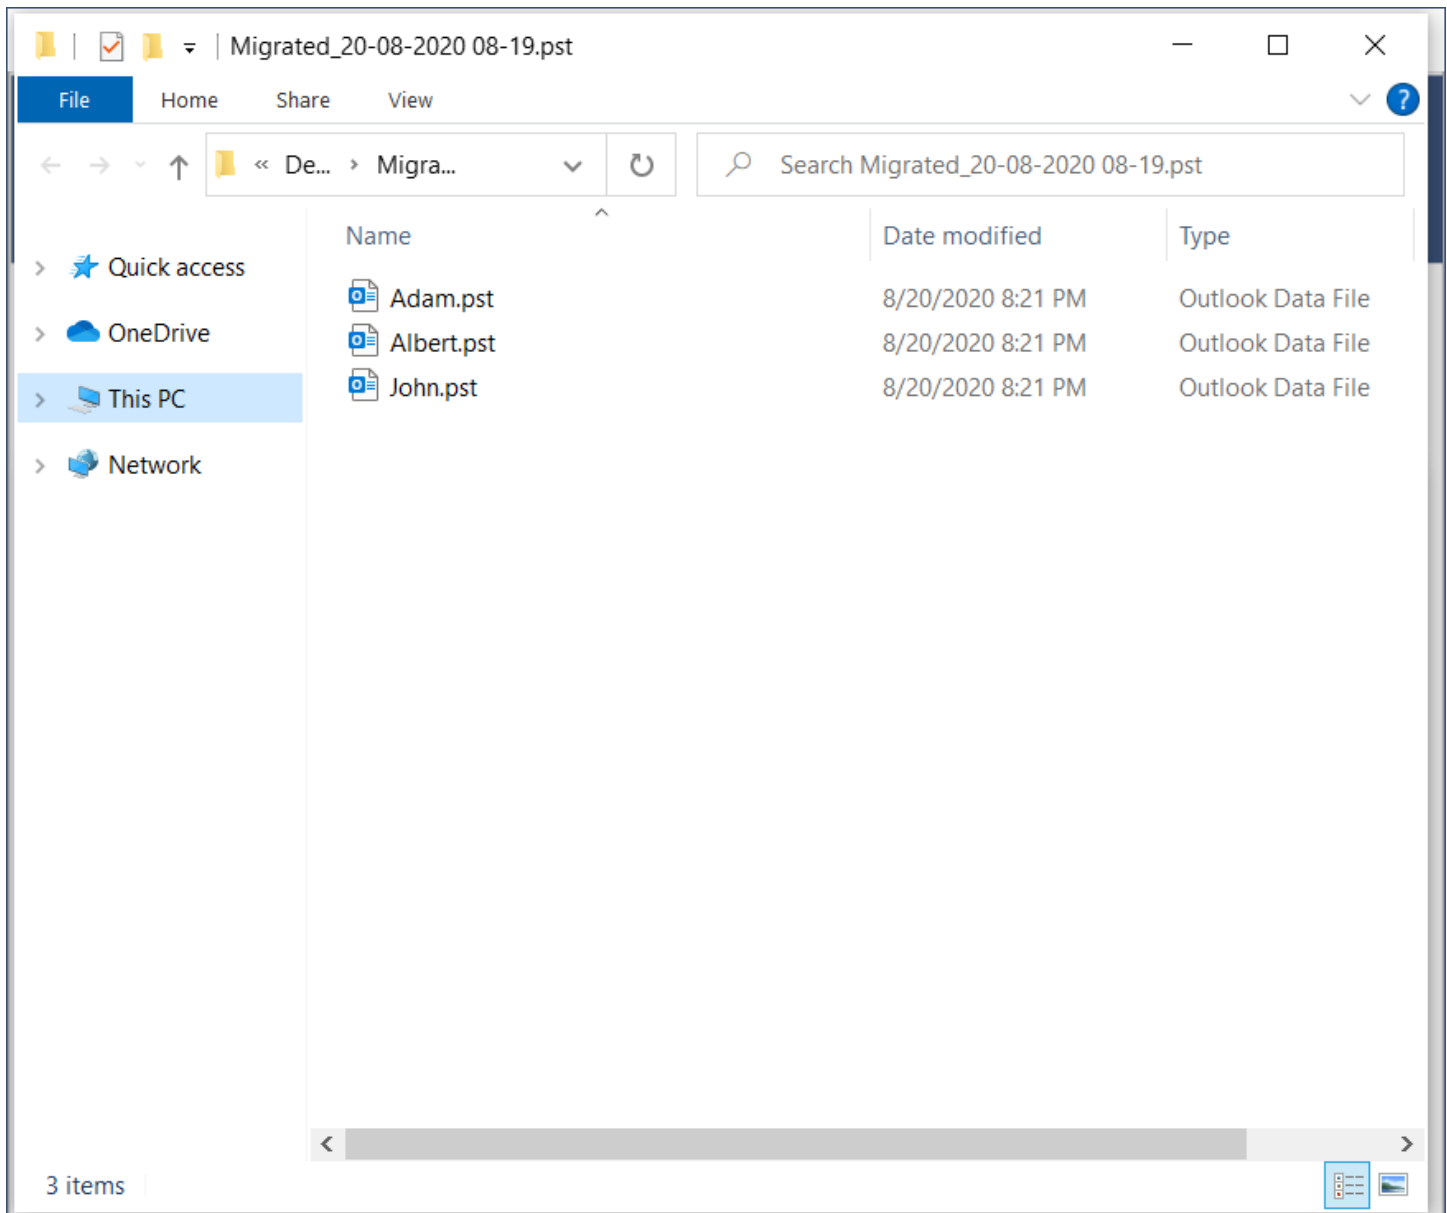 Migrated_20-08-2020 08-19.pst
File Home Share View ?
« De... › Migra... Search Migrated_20-08-2020 08-19.pst
Name Date modified Type
Quick access
OneDrive
This PC
Network
Adam.pst 8/20/2020 8:21 PM Outlook Data File
Albert.pst 8/20/2020 8:21 PM Outlook Data File
John.pst 8/20/2020 8:21 PM Outlook Data File
3 items